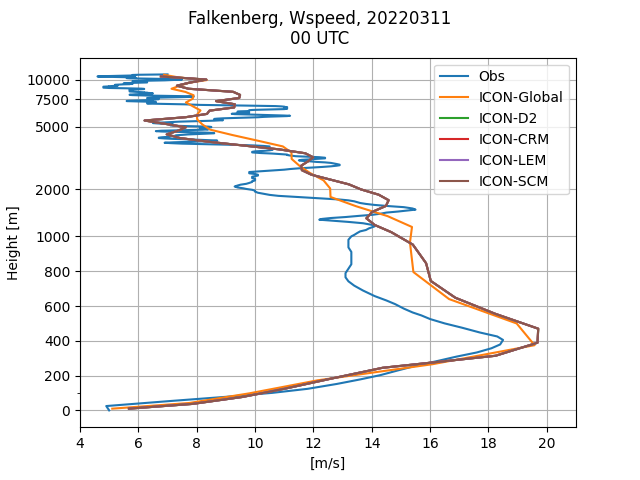 Falkenberg, Wspeed, 20220311
00 UTC
Height [m]
10000
7500
5000
2000
1000
800
600
400
200
0
4 6 8 10 12 14 16 18 20
[m/s]
Obs
ICON-Global
ICON-D2
ICON-CRM
ICON-LEM
ICON-SCM